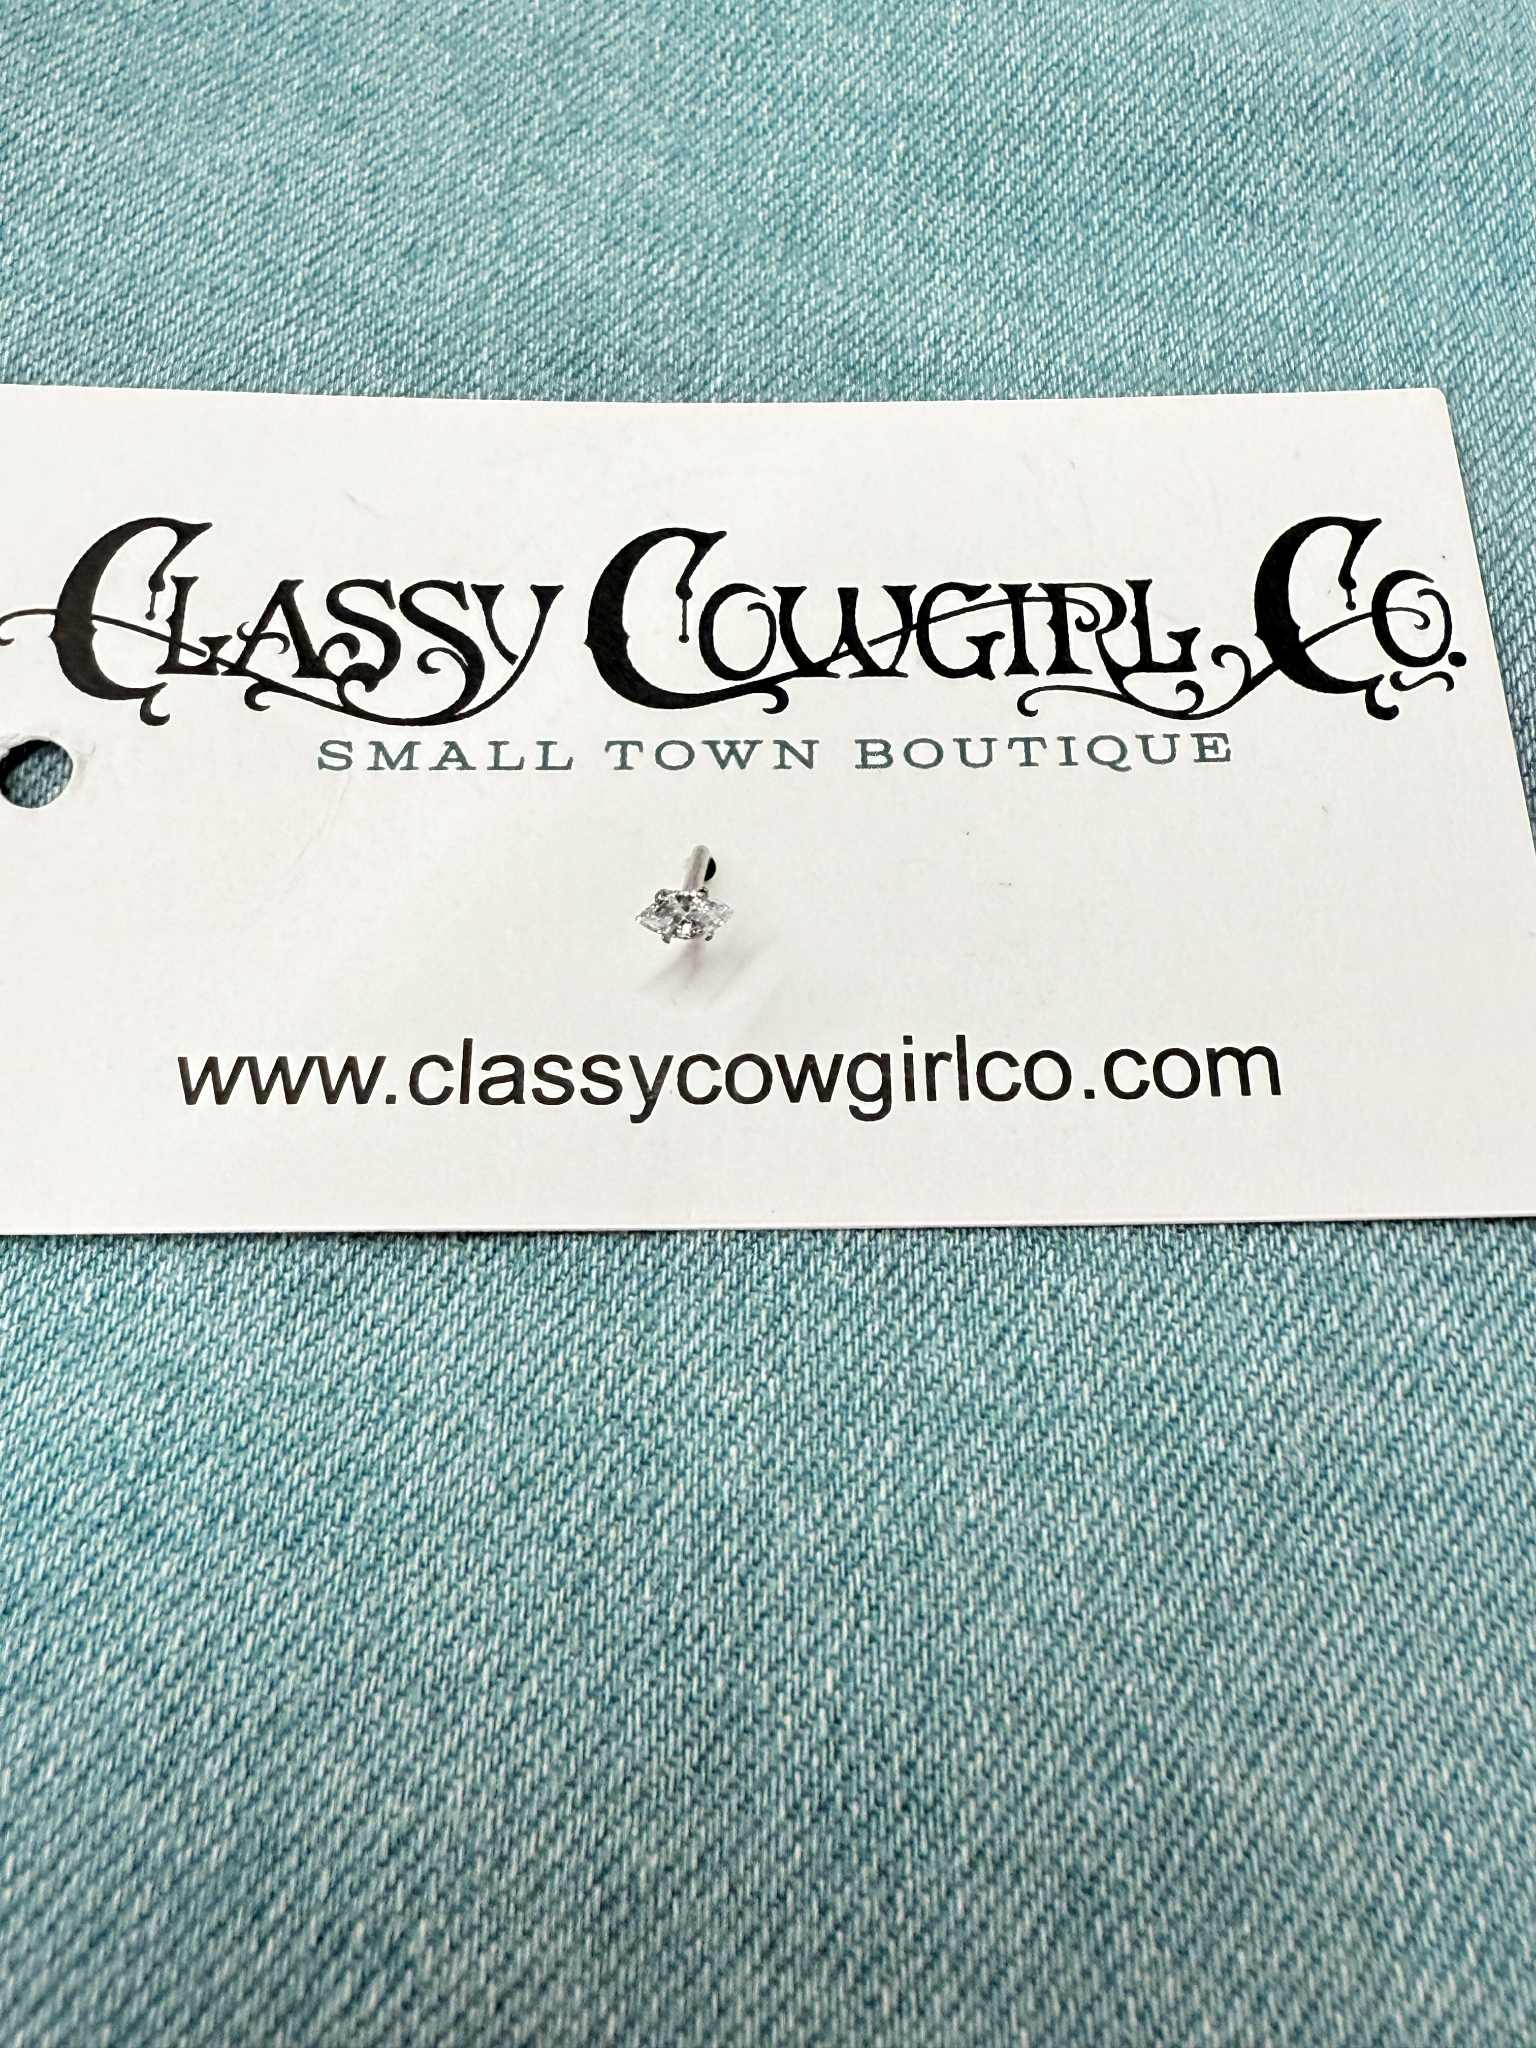 CLASSY COWGIRL CO.
SMALL TOWN BOUTIQUE
www.classycowgirlco.com